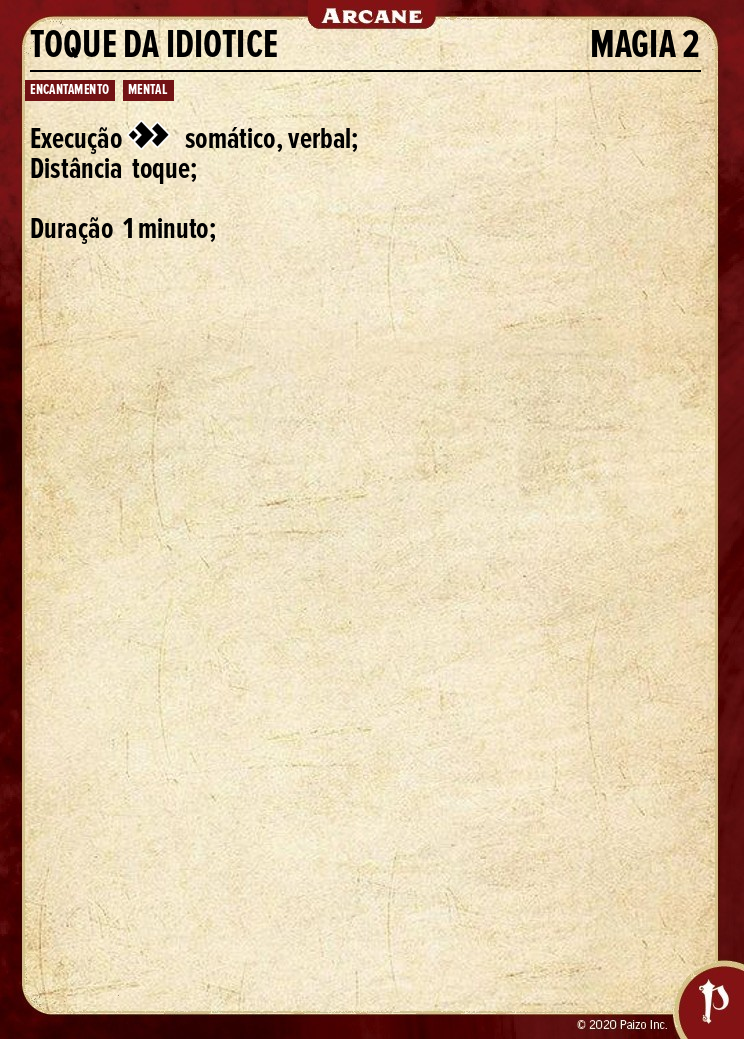 ARCANE
TOQUE DA IDIOTICE MAGIA 2
ENCANTAMENTO MENTAL
Execução somático, verbal;
Distância toque;
Duração 1 minuto;
© 2020 Paizo Inc.